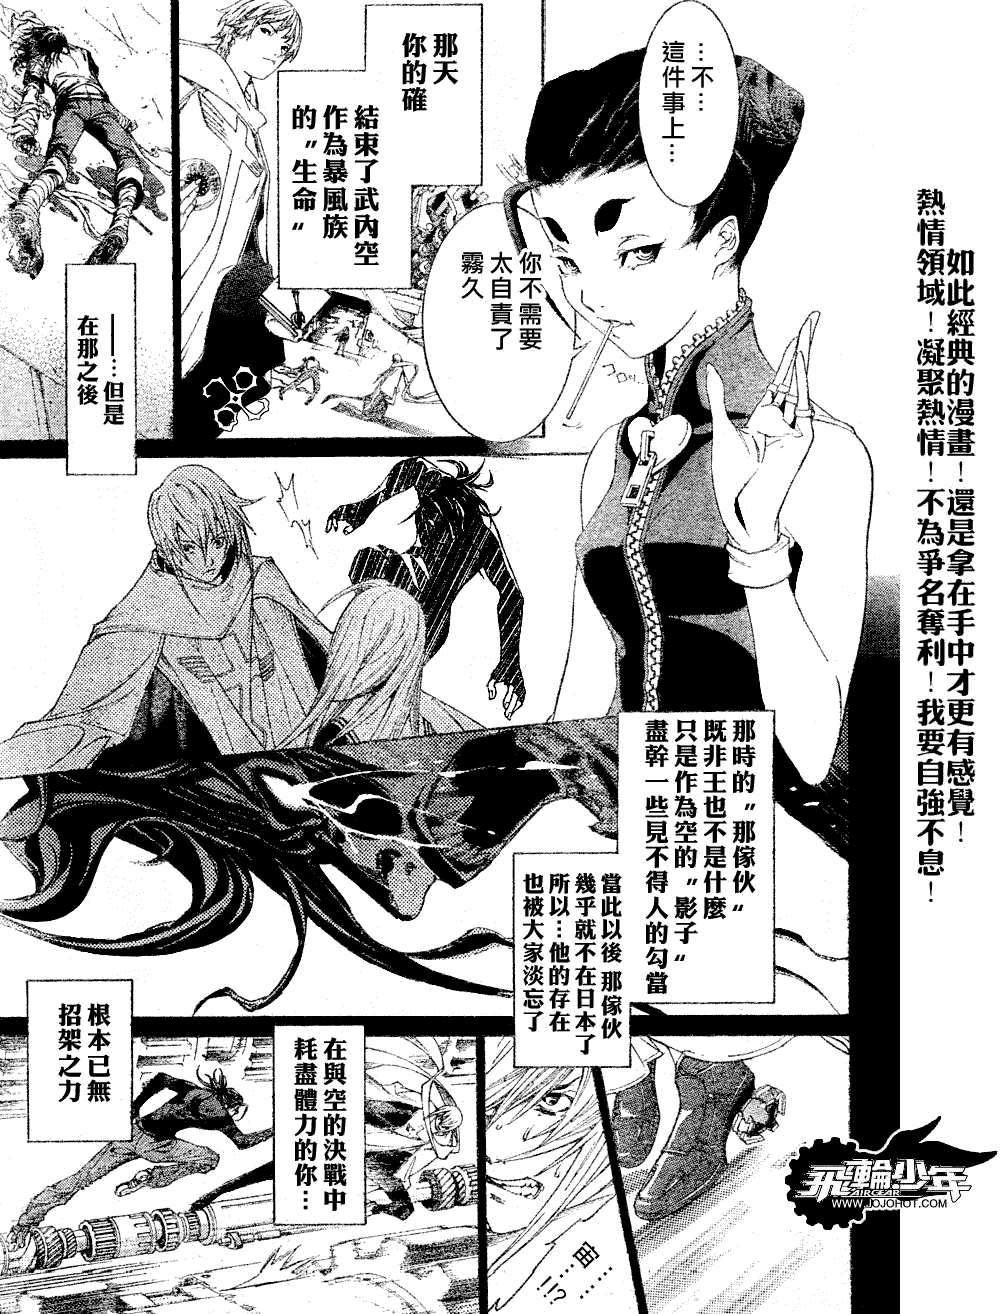 如此經典的漫畫！還是拿在手中才更有感覺！
熱情領域！凝聚熱情！不為爭名奪利！我要自強不息！
…不…
這件事上…
你不需要
太自責了
霧久
那天
你的確
結束了武內空
作為暴風族
的〝生命〞
——…但是
在那之後
那時的〝那傢伙〞
既非王也不是什麼
只是作為空的〝影子〞
盡幹一些見不得人的勾當
當此以後 那傢伙
幾乎就不在日本了
所以…他的存在
也被大家淡忘了
在與空的決戰中
耗盡體力的你…
根本已無
招架之力
飛輪少年
AIRGEAR
WWW.JOJOHOT.COM